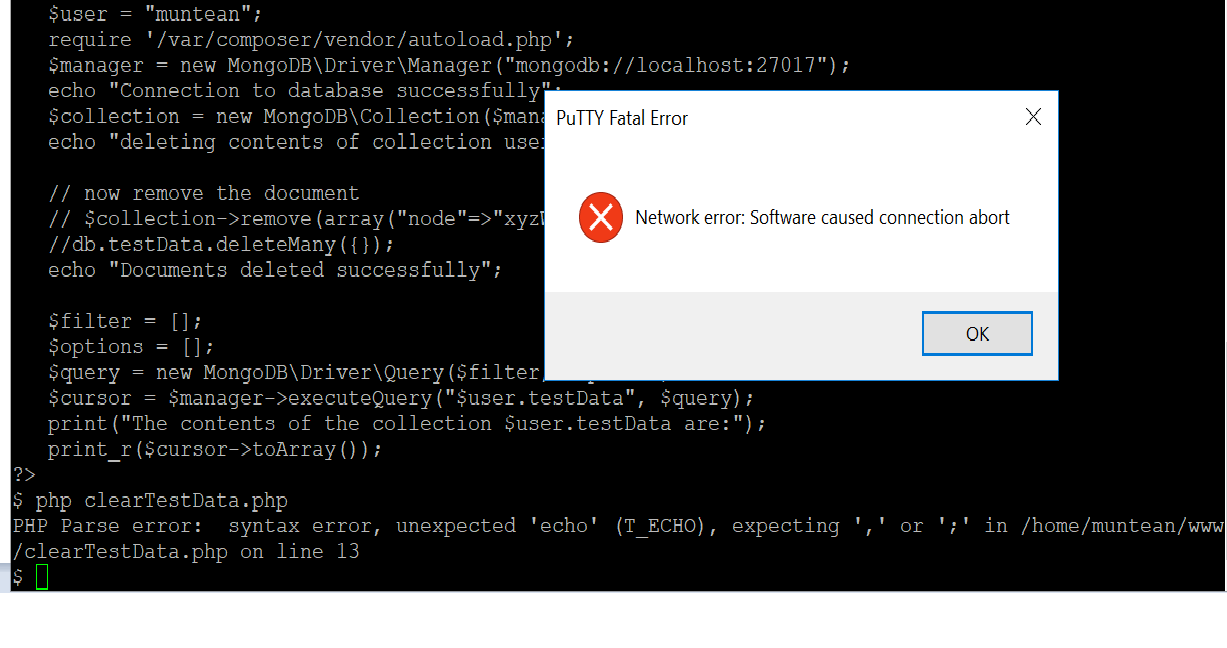 $user = "muntean";
require '/var/composer/vendor/autoload.php';
$manager = new MongoDB\Driver\Manager("mongodb://localhost:27017");
echo "Connection to database successfully";
$collection = new MongoDB\Collection($mana
echo "deleting contents of collection use
PuTTY Fatal Error
Network error: Software caused connection abort
OK
// now remove the document
// $collection->remove(array("node"=>"xyz
//db.testData.deleteMany({});
echo "Documents deleted successfully";
$filter = [];
$options = [];
$query = new MongoDB\Driver\Query($filter,
$cursor = $manager->executeQuery("$user.testData", $query);
print("The contents of the collection $user.testData are:");
print_r($cursor->toArray());
?>
$ php clearTestData.php
PHP Parse error:  syntax error, unexpected 'echo' (T_ECHO), expecting ',' or ';' in /home/muntean/www
/clearTestData.php on line 13
$